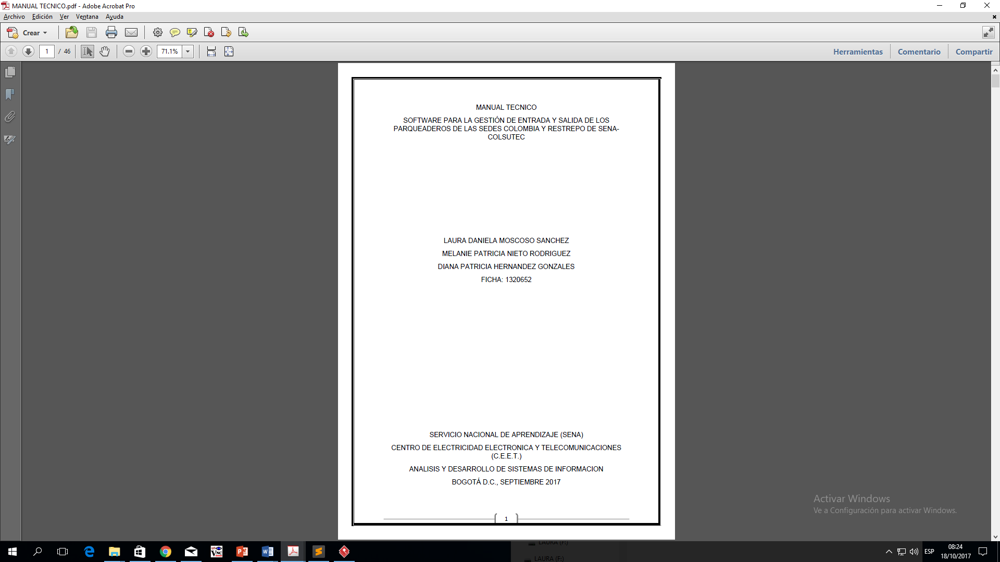 MANUAL TECNICO.pdf - Adobe Acrobat Pro
Archivo Edición Ver Ventana Ayuda
Crear
1 / 46 71.1% Herramientas Comentario Compartir
MANUAL TECNICO
SOFTWARE PARA LA GESTIÓN DE ENTRADA Y SALIDA DE LOS
PARQUEADEROS DE LAS SEDES COLOMBIA Y RESTREPO DE SENA-
COLSUTEC
LAURA DANIELA MOSCOSO SANCHEZ
MELANIE PATRICIA NIETO RODRIGUEZ
DIANA PATRICIA HERNANDEZ GONZALES
FICHA: 1320652
SERVICIO NACIONAL DE APRENDIZAJE (SENA)
CENTRO DE ELECTRICIDAD ELECTRONICA Y TELECOMUNICACIONES
(C.E.E.T.)
ANALISIS Y DESARROLLO DE SISTEMAS DE INFORMACION
BOGOTÁ D.C., SEPTIEMBRE 2017
1
Activar Windows
Ve a Configuración para activar Windows.
LAURA (F:)
LAURA (F:)
ESP
08:24
18/10/2017